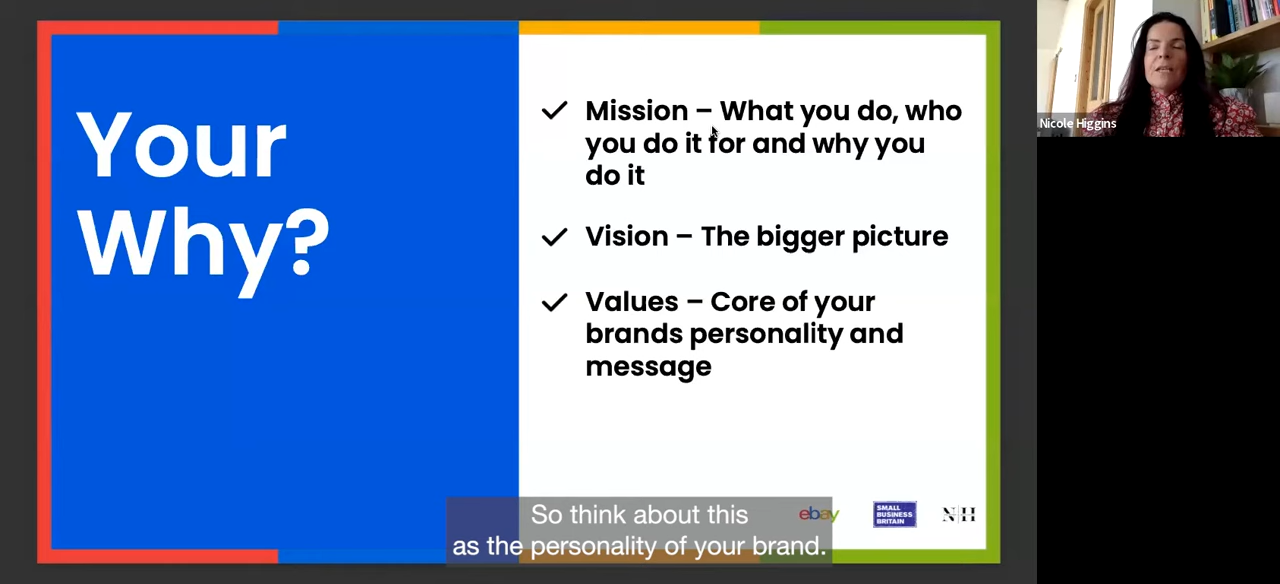 Your
Why?
Mission – What you do, who
you do it for and why you
do it
Vision – The bigger picture
Values – Core of your
brands personality and
message
Nicole Higgins
So think about this
as the personality of your brand.
ebay
SMALL
BUSINESS
BRITAIN
NH